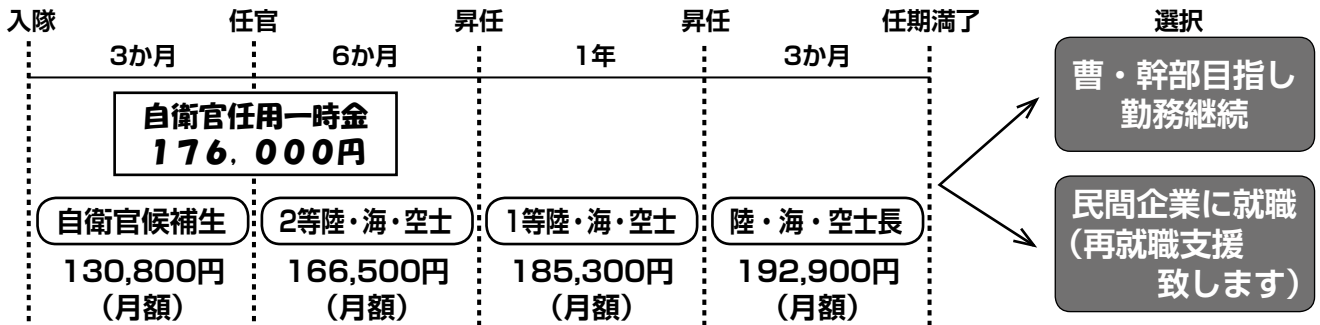 入隊 任官 昇任 昇任 任期満了 選択
3か月 6か月 1年 3か月
自衛官任用一時金
176,000円
自衛官候補生 2等陸・海・空士 1等陸・海・空士 陸・海・空士長
130,800円 166,500円 185,300円 192,900円
(月額) (月額) (月額) (月額)
曹・幹部目指し
勤務継続
民間企業に就職
(再就職支援
致します)